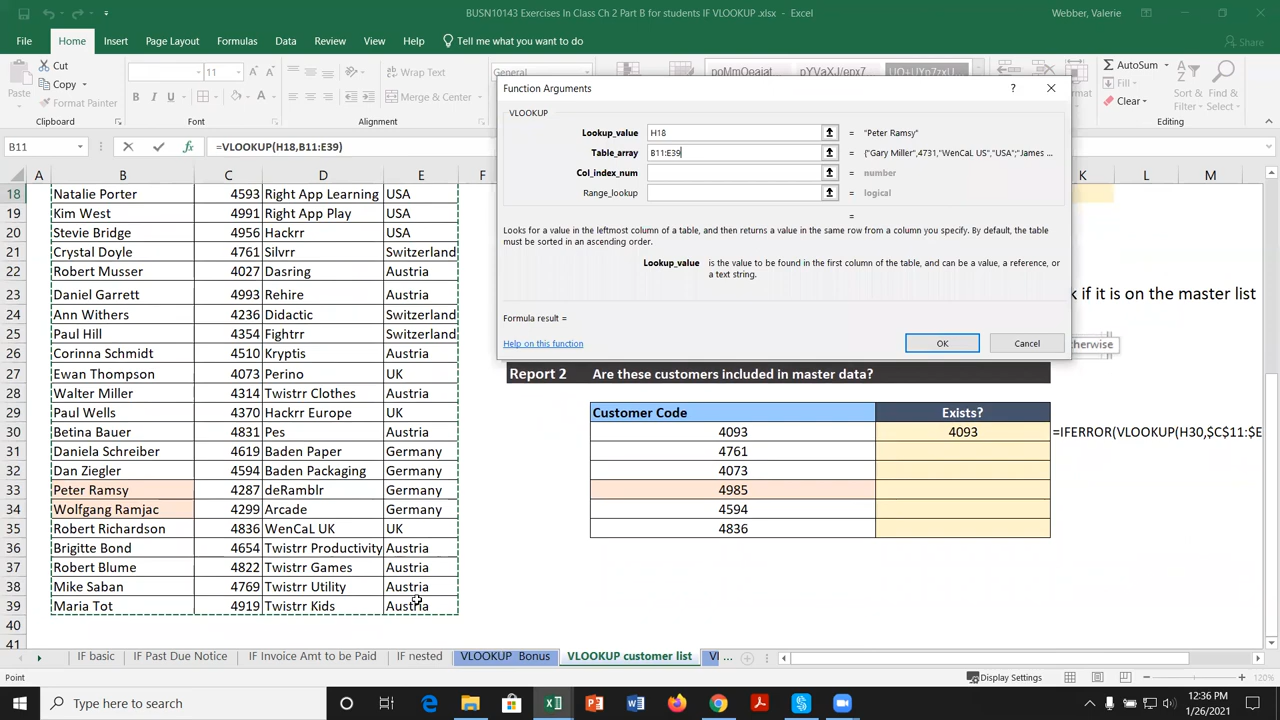 BUSN10143 Exercises In Class Ch 2 Part B for students IF VLOOKUP .xlsx - Excel
Webber, Valerie
File Home Insert Page Layout Formulas Data Review View Help Tell me what you want to do Share
Paste Cut Copy Format Painter
Clipboard
11
Font
Wrap Text
Merge & Center
Alignment
General
AutoSum
Fill
Clear
Sort & Find &
Filter Select
Editing
B11 =VLOOKUP(H18,B11:E39)
Function Arguments
VLOOKUP
Lookup_value H18 = "Peter Ramsy"
Table_array B11:E39 = {"Gary Miller",4731,"WenCaL US","USA";"James ...
Col_index_num = number
Range_lookup = logical
=
Looks for a value in the leftmost column of a table, and then returns a value in the same row from a column you specify. By default, the table
must be sorted in an ascending order.
Lookup_value is the value to be found in the first column of the table, and can be a value, a reference, or
a text string.
Formula result =
Help on this function
OK Cancel
A B C D E F K L M
18 Natalie Porter 4593 Right App Learning USA
19 Kim West 4991 Right App Play USA
20 Stevie Bridge 4956 Hackrr USA
21 Crystal Doyle 4761 Silvrr Switzerland
22 Robert Musser 4027 Dasring Austria
23 Daniel Garrett 4993 Rehire Austria
24 Ann Withers 4236 Didactic Switzerland
25 Paul Hill 4354 Fightrr Switzerland
26 Corinna Schmidt 4510 Kryptis Austria
27 Ewan Thompson 4073 Perino UK
28 Walter Miller 4314 Twistrr Clothes Austria
29 Paul Wells 4370 Hackrr Europe UK
30 Betina Bauer 4831 Pes Austria
31 Daniela Schreiber 4619 Baden Paper Germany
32 Dan Ziegler 4594 Baden Packaging Germany
33 Peter Ramsy 4287 deRamblr Germany
34 Wolfgang Ramjac 4299 Arcade Germany
35 Robert Richardson 4836 WenCaL UK UK
36 Brigitte Bond 4654 Twistrr Productivity Austria
37 Robert Blume 4822 Twistrr Games Austria
38 Mike Saban 4769 Twistrr Utility Austria
39 Maria Tot 4919 Twistrr Kids Austria
40
41
k if it is on the master list
therwise
Report 2 Are these customers included in master data?
Customer Code Exists?
4093 4093 =IFERROR(VLOOKUP(H30,$C$11:$E
4761
4073
4985
4594
4836
IF basic IF Past Due Notice IF Invoice Amt to be Paid IF nested VLOOKUP Bonus VLOOKUP customer list VI ...
Point Display Settings 120%
Type here to search
12:36 PM
1/26/2021